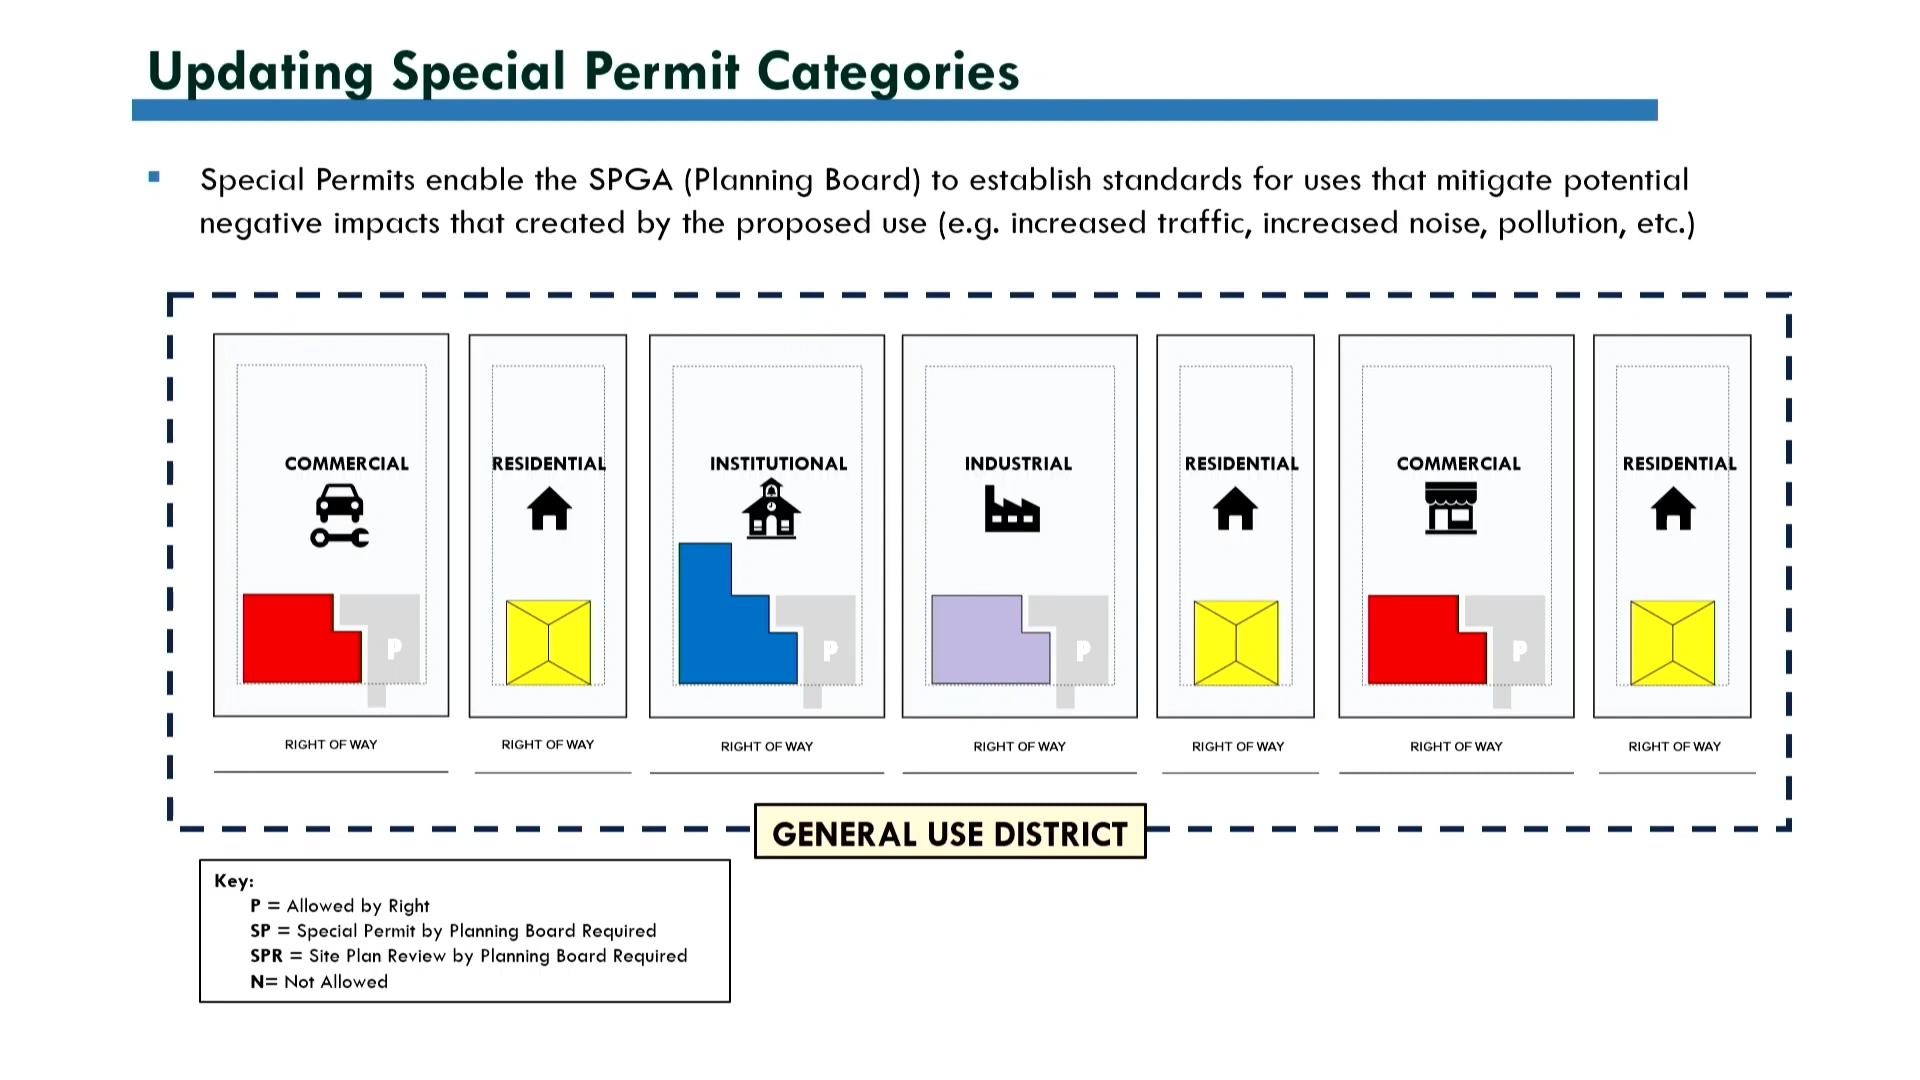 Updating Special Permit Categories
Special Permits enable the SPGA (Planning Board) to establish standards for uses that mitigate potential
negative impacts that created by the proposed use (e.g. increased traffic, increased noise, pollution, etc.)
COMMERCIAL RESIDENTIAL INSTITUTIONAL INDUSTRIAL RESIDENTIAL COMMERCIAL RESIDENTIAL
P P P P
RIGHT OF WAY RIGHT OF WAY RIGHT OF WAY RIGHT OF WAY RIGHT OF WAY RIGHT OF WAY RIGHT OF WAY
GENERAL USE DISTRICT
Key:
P = Allowed by Right
SP = Special Permit by Planning Board Required
SPR = Site Plan Review by Planning Board Required
N= Not Allowed